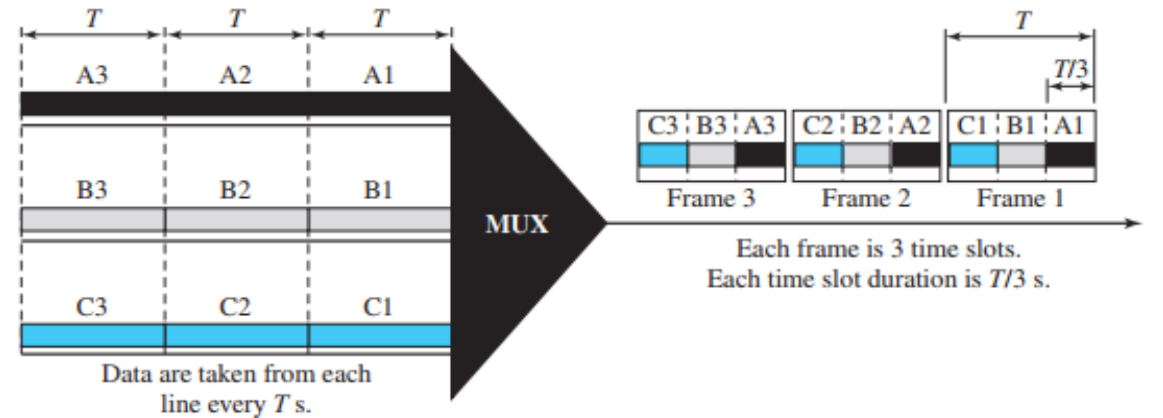 T T T
A3 A2 A1
B3 B2 B1
C3 C2 C1
Data are taken from each
line every T s.
MUX
T
T/3
C3 B3 A3 C2 B2 A2 C1 B1 A1
Frame 3 Frame 2 Frame 1
Each frame is 3 time slots.
Each time slot duration is T/3 s.